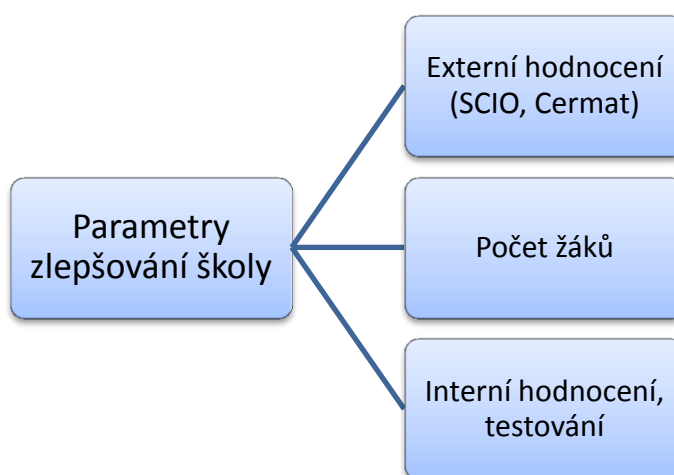 Externí hodnocení
(SCIO, Cermat)
Parametry
zlepšování školy
Počet žáků
Interní hodnocení,
testování